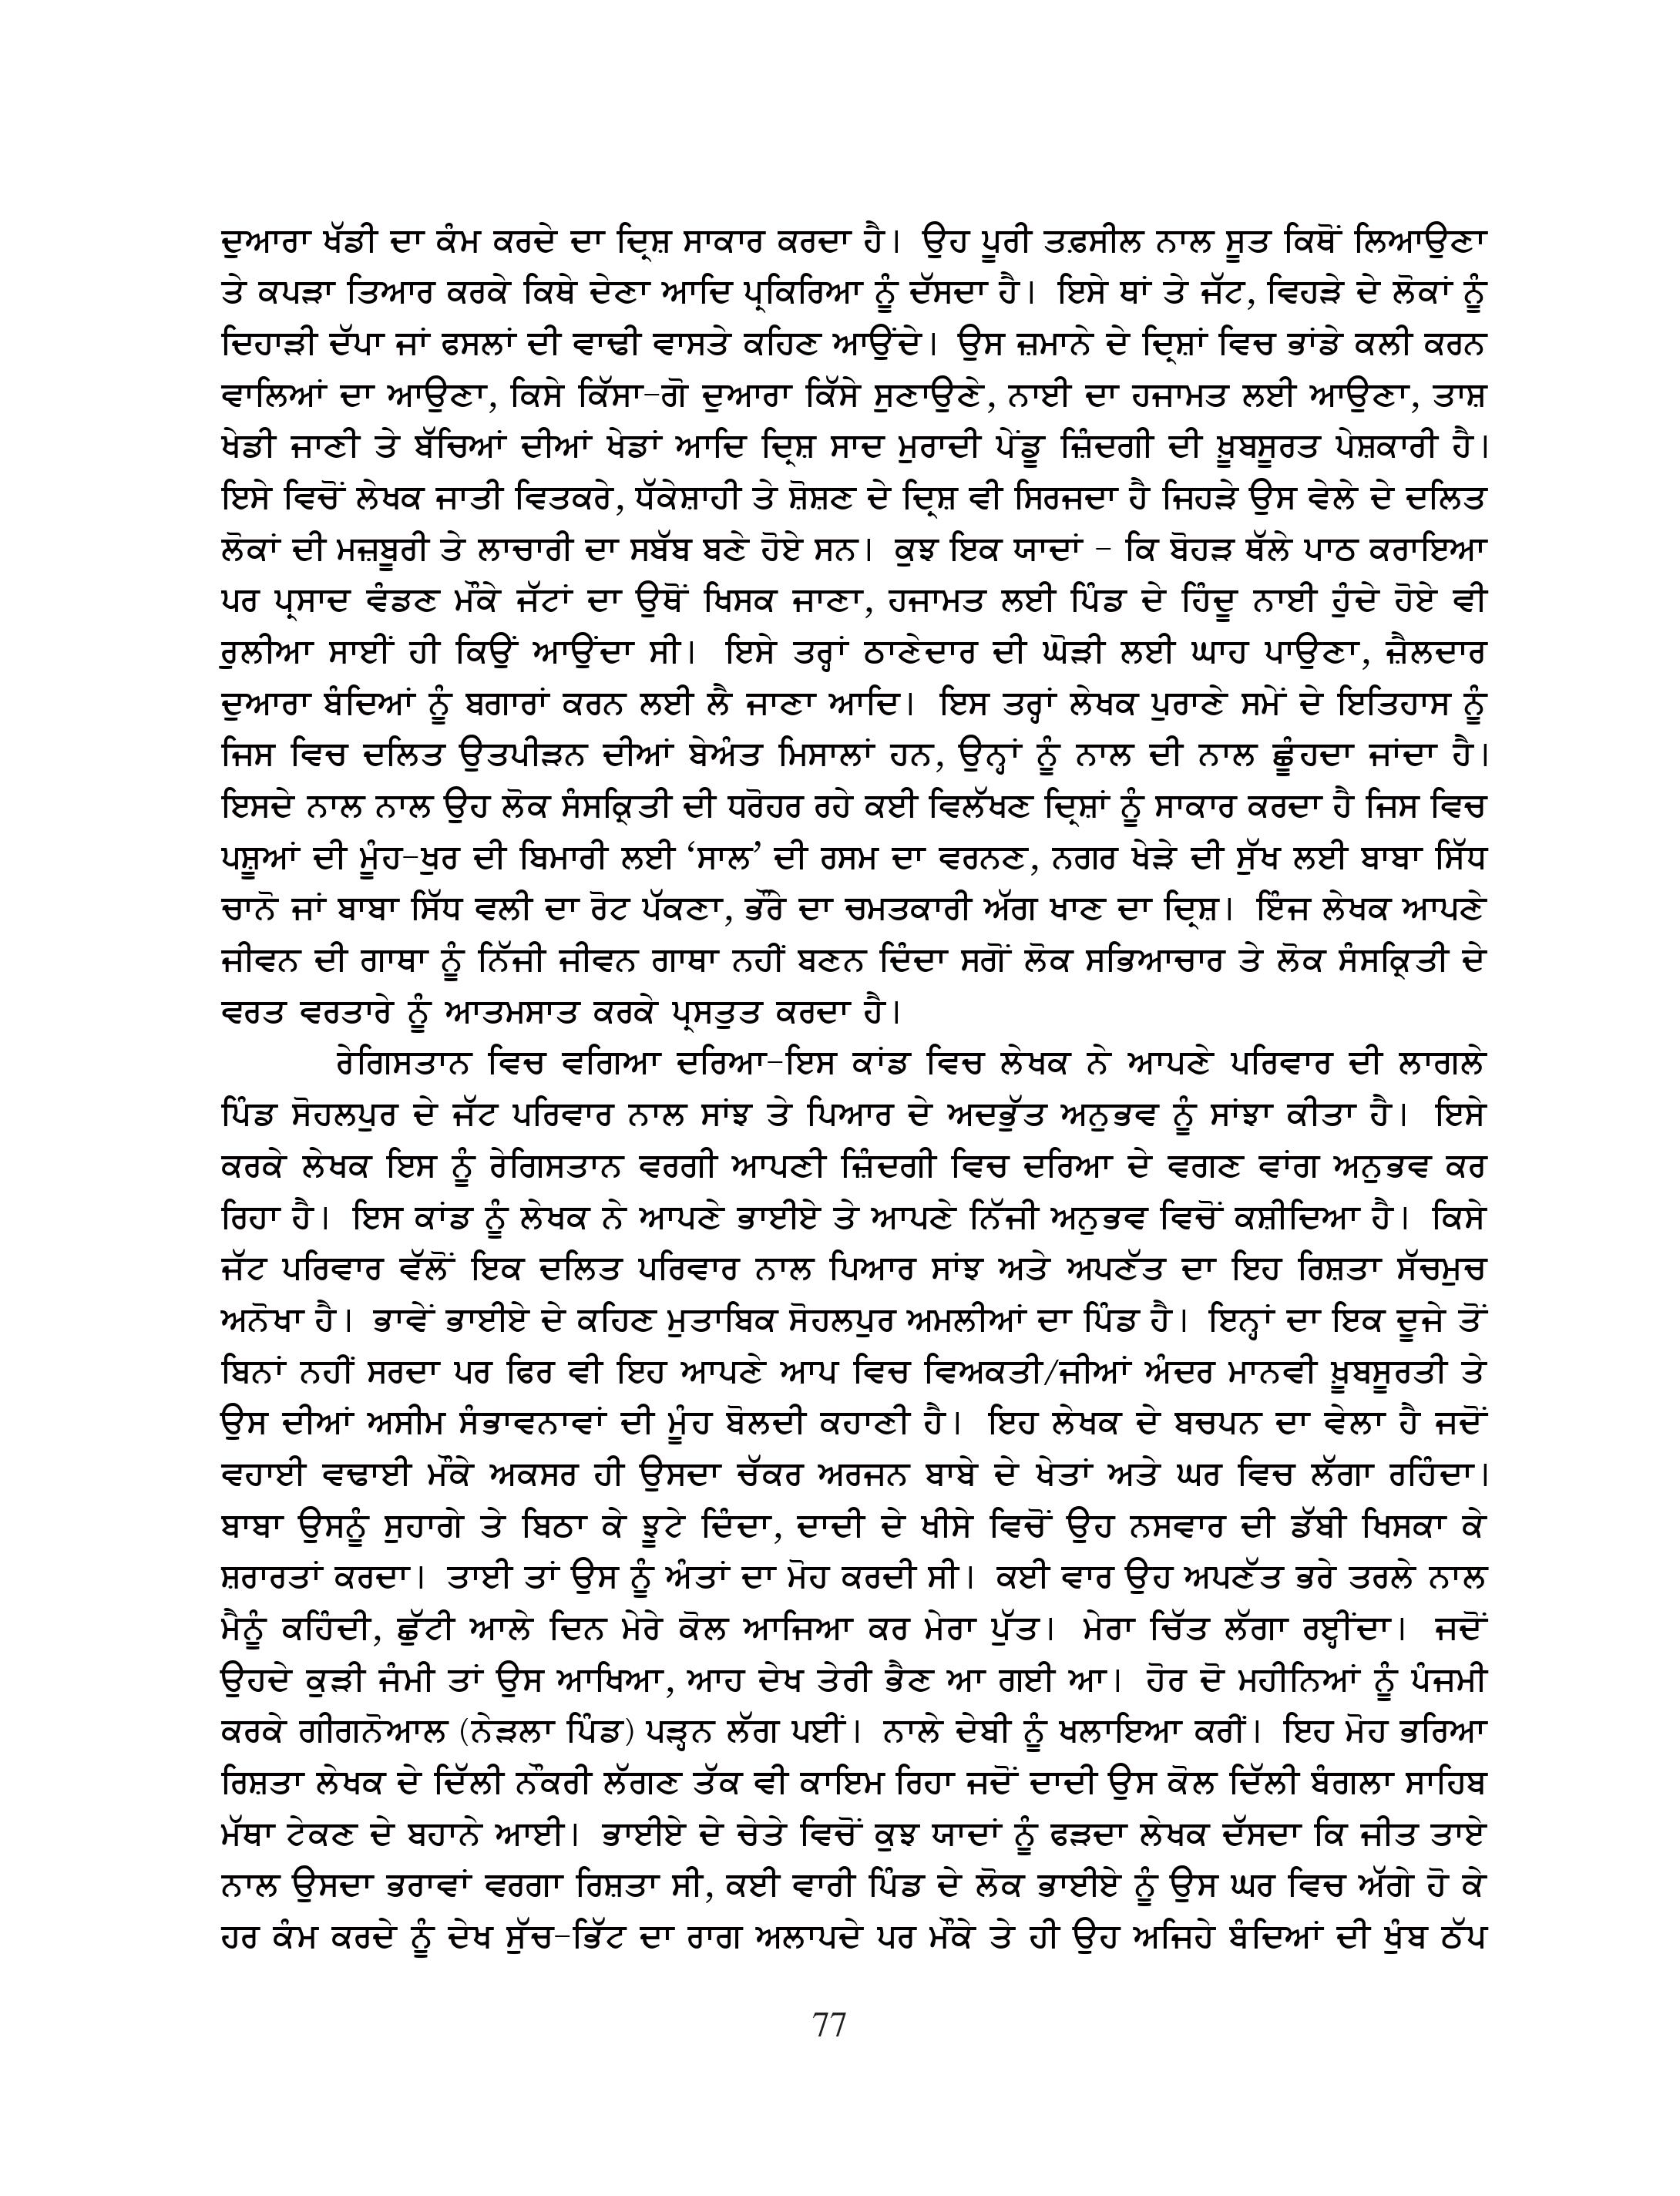 ਦੁਆਰਾ ਖੱਡੀ ਦਾ ਕੰਮ ਕਰਦੇ ਦਾ ਦ੍ਰਿਸ਼ ਸਾਕਾਰ ਕਰਦਾ ਹੈ। ਉਹ ਪੂਰੀ ਤਫ਼ਸੀਲ ਨਾਲ ਸੂਤ ਕਿਥੋਂ ਲਿਆਉਣਾ
ਤੇ ਕਪੜਾ ਤਿਆਰ ਕਰਕੇ ਕਿਥੇ ਦੇਣਾ ਆਦਿ ਪ੍ਰਕਿਰਿਆ ਨੂੰ ਦੱਸਦਾ ਹੈ। ਇਸੇ ਥਾਂ ਤੇ ਜੱਟ, ਵਿਹੜੇ ਦੇ ਲੋਕਾਂ ਨੂੰ
ਦਿਹਾੜੀ ਦੱਪਾ ਜਾਂ ਫਸਲਾਂ ਦੀ ਵਾਢੀ ਵਾਸਤੇ ਕਹਿਣ ਆਉਂਦੇ। ਉਸ ਜ਼ਮਾਨੇ ਦੇ ਦ੍ਰਿਸ਼ਾਂ ਵਿਚ ਭਾਂਡੇ ਕਲੀ ਕਰਨ
ਵਾਲਿਆਂ ਦਾ ਆਉਣਾ, ਕਿਸੇ ਕਿੱਸਾ-ਗੋ ਦੁਆਰਾ ਕਿੱਸੇ ਸੁਣਾਉਣੇ, ਨਾਈ ਦਾ ਹਜਾਮਤ ਲਈ ਆਉਣਾ, ਤਾਸ਼
ਖੇਡੀ ਜਾਣੀ ਤੇ ਬੱਚਿਆਂ ਦੀਆਂ ਖੇਡਾਂ ਆਦਿ ਦ੍ਰਿਸ਼ ਸਾਦ ਮੁਰਾਦੀ ਪੇਂਡੂ ਜ਼ਿੰਦਗੀ ਦੀ ਖ਼ੂਬਸੂਰਤ ਪੇਸ਼ਕਾਰੀ ਹੈ।
ਇਸੇ ਵਿਚੋਂ ਲੇਖਕ ਜਾਤੀ ਵਿਤਕਰੇ, ਧੱਕੇਸ਼ਾਹੀ ਤੇ ਸ਼ੋਸ਼ਣ ਦੇ ਦ੍ਰਿਸ਼ ਵੀ ਸਿਰਜਦਾ ਹੈ ਜਿਹੜੇ ਉਸ ਵੇਲੇ ਦੇ ਦਲਿਤ
ਲੋਕਾਂ ਦੀ ਮਜ਼ਬੂਰੀ ਤੇ ਲਾਚਾਰੀ ਦਾ ਸਬੱਬ ਬਣੇ ਹੋਏ ਸਨ। ਕੁਝ ਇਕ ਯਾਦਾਂ - ਕਿ ਬੋਹੜ ਥੱਲੇ ਪਾਠ ਕਰਾਇਆ
ਪਰ ਪ੍ਰਸਾਦ ਵੰਡਣ ਮੌਕੇ ਜੱਟਾਂ ਦਾ ਉਥੋਂ ਖਿਸਕ ਜਾਣਾ, ਹਜਾਮਤ ਲਈ ਪਿੰਡ ਦੇ ਹਿੰਦੂ ਨਾਈ ਹੁੰਦੇ ਹੋਏ ਵੀ
ਰੁਲੀਆ ਸਾਈਂ ਹੀ ਕਿਉਂ ਆਉਂਦਾ ਸੀ। ਇਸੇ ਤਰ੍ਹਾਂ ਠਾਣੇਦਾਰ ਦੀ ਘੋੜੀ ਲਈ ਘਾਹ ਪਾਉਣਾ, ਜ਼ੈਲਦਾਰ
ਦੁਆਰਾ ਬੰਦਿਆਂ ਨੂੰ ਬਗਾਰਾਂ ਕਰਨ ਲਈ ਲੈ ਜਾਣਾ ਆਦਿ। ਇਸ ਤਰ੍ਹਾਂ ਲੇਖਕ ਪੁਰਾਣੇ ਸਮੇਂ ਦੇ ਇਤਿਹਾਸ ਨੂੰ
ਜਿਸ ਵਿਚ ਦਲਿਤ ਉਤਪੀੜਨ ਦੀਆਂ ਬੇਅੰਤ ਮਿਸਾਲਾਂ ਹਨ, ਉਨ੍ਹਾਂ ਨੂੰ ਨਾਲ ਦੀ ਨਾਲ ਛੂੰਹਦਾ ਜਾਂਦਾ ਹੈ।
ਇਸਦੇ ਨਾਲ ਨਾਲ ਉਹ ਲੋਕ ਸੰਸਕ੍ਰਿਤੀ ਦੀ ਧਰੋਹਰ ਰਹੇ ਕਈ ਵਿਲੱਖਣ ਦ੍ਰਿਸ਼ਾਂ ਨੂੰ ਸਾਕਾਰ ਕਰਦਾ ਹੈ ਜਿਸ ਵਿਚ
ਪਸ਼ੂਆਂ ਦੀ ਮੂੰਹ-ਖੁਰ ਦੀ ਬਿਮਾਰੀ ਲਈ ‘ਸਾਲ’ ਦੀ ਰਸਮ ਦਾ ਵਰਨਣ, ਨਗਰ ਖੇੜੇ ਦੀ ਸੁੱਖ ਲਈ ਬਾਬਾ ਸਿੱਧ
ਚਾਨੋ ਜਾਂ ਬਾਬਾ ਸਿੱਧ ਵਲੀ ਦਾ ਰੋਟ ਪੱਕਣਾ, ਭੌਰੇ ਦਾ ਚਮਤਕਾਰੀ ਅੱਗ ਖਾਣ ਦਾ ਦ੍ਰਿਸ਼। ਇੰਜ ਲੇਖਕ ਆਪਣੇ
ਜੀਵਨ ਦੀ ਗਾਥਾ ਨੂੰ ਨਿੱਜੀ ਜੀਵਨ ਗਾਥਾ ਨਹੀਂ ਬਣਨ ਦਿੰਦਾ ਸਗੋਂ ਲੋਕ ਸਭਿਆਚਾਰ ਤੇ ਲੋਕ ਸੰਸਕ੍ਰਿਤੀ ਦੇ
ਵਰਤ ਵਰਤਾਰੇ ਨੂੰ ਆਤਮਸਾਤ ਕਰਕੇ ਪ੍ਰਸਤੁਤ ਕਰਦਾ ਹੈ।
ਰੇਗਿਸਤਾਨ ਵਿਚ ਵਗਿਆ ਦਰਿਆ-ਇਸ ਕਾਂਡ ਵਿਚ ਲੇਖਕ ਨੇ ਆਪਣੇ ਪਰਿਵਾਰ ਦੀ ਲਾਗਲੇ
ਪਿੰਡ ਸੋਹਲਪੁਰ ਦੇ ਜੱਟ ਪਰਿਵਾਰ ਨਾਲ ਸਾਂਝ ਤੇ ਪਿਆਰ ਦੇ ਅਦਭੁੱਤ ਅਨੁਭਵ ਨੂੰ ਸਾਂਝਾ ਕੀਤਾ ਹੈ। ਇਸੇ
ਕਰਕੇ ਲੇਖਕ ਇਸ ਨੂੰ ਰੇਗਿਸਤਾਨ ਵਰਗੀ ਆਪਣੀ ਜ਼ਿੰਦਗੀ ਵਿਚ ਦਰਿਆ ਦੇ ਵਗਣ ਵਾਂਗ ਅਨੁਭਵ ਕਰ
ਰਿਹਾ ਹੈ। ਇਸ ਕਾਂਡ ਨੂੰ ਲੇਖਕ ਨੇ ਆਪਣੇ ਭਾਈਏ ਤੇ ਆਪਣੇ ਨਿੱਜੀ ਅਨੁਭਵ ਵਿਚੋਂ ਕਸ਼ੀਦਿਆ ਹੈ। ਕਿਸੇ
ਜੱਟ ਪਰਿਵਾਰ ਵੱਲੋਂ ਇਕ ਦਲਿਤ ਪਰਿਵਾਰ ਨਾਲ ਪਿਆਰ ਸਾਂਝ ਅਤੇ ਅਪਣੱਤ ਦਾ ਇਹ ਰਿਸ਼ਤਾ ਸੱਚਮੁਚ
ਅਨੋਖਾ ਹੈ। ਭਾਵੇਂ ਭਾਈਏ ਦੇ ਕਹਿਣ ਮੁਤਾਬਿਕ ਸੋਹਲਪੁਰ ਅਮਲੀਆਂ ਦਾ ਪਿੰਡ ਹੈ। ਇਨ੍ਹਾਂ ਦਾ ਇਕ ਦੂਜੇ ਤੋਂ
ਬਿਨਾਂ ਨਹੀਂ ਸਰਦਾ ਪਰ ਫਿਰ ਵੀ ਇਹ ਆਪਣੇ ਆਪ ਵਿਚ ਵਿਅਕਤੀ/ਜੀਆਂ ਅੰਦਰ ਮਾਨਵੀ ਖ਼ੂਬਸੂਰਤੀ ਤੇ
ਉਸ ਦੀਆਂ ਅਸੀਮ ਸੰਭਾਵਨਾਵਾਂ ਦੀ ਮੂੰਹ ਬੋਲਦੀ ਕਹਾਣੀ ਹੈ। ਇਹ ਲੇਖਕ ਦੇ ਬਚਪਨ ਦਾ ਵੇਲਾ ਹੈ ਜਦੋਂ
ਵਹਾਈ ਵਢਾਈ ਮੌਕੇ ਅਕਸਰ ਹੀ ਉਸਦਾ ਚੱਕਰ ਅਰਜਨ ਬਾਬੇ ਦੇ ਖੇਤਾਂ ਅਤੇ ਘਰ ਵਿਚ ਲੱਗਾ ਰਹਿੰਦਾ।
ਬਾਬਾ ਉਸਨੂੰ ਸੁਹਾਗੇ ਤੇ ਬਿਠਾ ਕੇ ਝੂਟੇ ਦਿੰਦਾ, ਦਾਦੀ ਦੇ ਖੀਸੇ ਵਿਚੋਂ ਉਹ ਨਸਵਾਰ ਦੀ ਡੱਬੀ ਖਿਸਕਾ ਕੇ
ਸ਼ਰਾਰਤਾਂ ਕਰਦਾ। ਤਾਈ ਤਾਂ ਉਸ ਨੂੰ ਅੰਤਾਂ ਦਾ ਮੋਹ ਕਰਦੀ ਸੀ। ਕਈ ਵਾਰ ਉਹ ਅਪਣੱਤ ਭਰੇ ਤਰਲੇ ਨਾਲ
ਮੈਨੂੰ ਕਹਿੰਦੀ, ਛੁੱਟੀ ਆਲੇ ਦਿਨ ਮੇਰੇ ਕੋਲ ਆਜਿਆ ਕਰ ਮੇਰਾ ਪੁੱਤ। ਮੇਰਾ ਚਿੱਤ ਲੱਗਾ ਰਈ੍ਹਂਦਾ। ਜਦੋਂ
ਉਹਦੇ ਕੁੜੀ ਜੰਮੀ ਤਾਂ ਉਸ ਆਖਿਆ, ਆਹ ਦੇਖ ਤੇਰੀ ਭੈਣ ਆ ਗਈ ਆ। ਹੋਰ ਦੋ ਮਹੀਨਿਆਂ ਨੂੰ ਪੰਜਮੀ
ਕਰਕੇ ਗੀਗਨੋਆਲ (ਨੇੜਲਾ ਪਿੰਡ) ਪੜ੍ਹਨ ਲੱਗ ਪਈਂ। ਨਾਲੇ ਦੇਬੀ ਨੂੰ ਖਲਾਇਆ ਕਰੀਂ। ਇਹ ਮੋਹ ਭਰਿਆ
ਰਿਸ਼ਤਾ ਲੇਖਕ ਦੇ ਦਿੱਲੀ ਨੌਕਰੀ ਲੱਗਣ ਤੱਕ ਵੀ ਕਾਇਮ ਰਿਹਾ ਜਦੋਂ ਦਾਦੀ ਉਸ ਕੋਲ ਦਿੱਲੀ ਬੰਗਲਾ ਸਾਹਿਬ
ਮੱਥਾ ਟੇਕਣ ਦੇ ਬਹਾਨੇ ਆਈ। ਭਾਈਏ ਦੇ ਚੇਤੇ ਵਿਚੋਂ ਕੁਝ ਯਾਦਾਂ ਨੂੰ ਫੜਦਾ ਲੇਖਕ ਦੱਸਦਾ ਕਿ ਜੀਤ ਤਾਏ
ਨਾਲ ਉਸਦਾ ਭਰਾਵਾਂ ਵਰਗਾ ਰਿਸ਼ਤਾ ਸੀ, ਕਈ ਵਾਰੀ ਪਿੰਡ ਦੇ ਲੋਕ ਭਾਈਏ ਨੂੰ ਉਸ ਘਰ ਵਿਚ ਅੱਗੇ ਹੋ ਕੇ
ਹਰ ਕੰਮ ਕਰਦੇ ਨੂੰ ਦੇਖ ਸੁੱਚ-ਭਿੱਟ ਦਾ ਰਾਗ ਅਲਾਪਦੇ ਪਰ ਮੌਕੇ ਤੇ ਹੀ ਉਹ ਅਜਿਹੇ ਬੰਦਿਆਂ ਦੀ ਖੁੰਬ ਠੱਪ
77